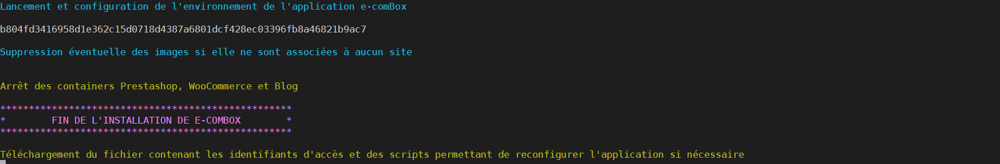 Lancement et configuration de l'environnement de l'application e-comBox
b804fd3416958d1e362c15d0718d4387a6801dcf428ec03396fb8a46821b9ac7
Suppression éventuelle des images si elle ne sont associées à aucun site
Arrêt des containers Prestashop, WooCommerce et Blog
***************************************************
* FIN DE L'INSTALLATION DE E-COMBOX *
***************************************************
Téléchargement du fichier contenant les identifiants d'accès et des scripts permettant de reconfigurer l'application si nécessaire